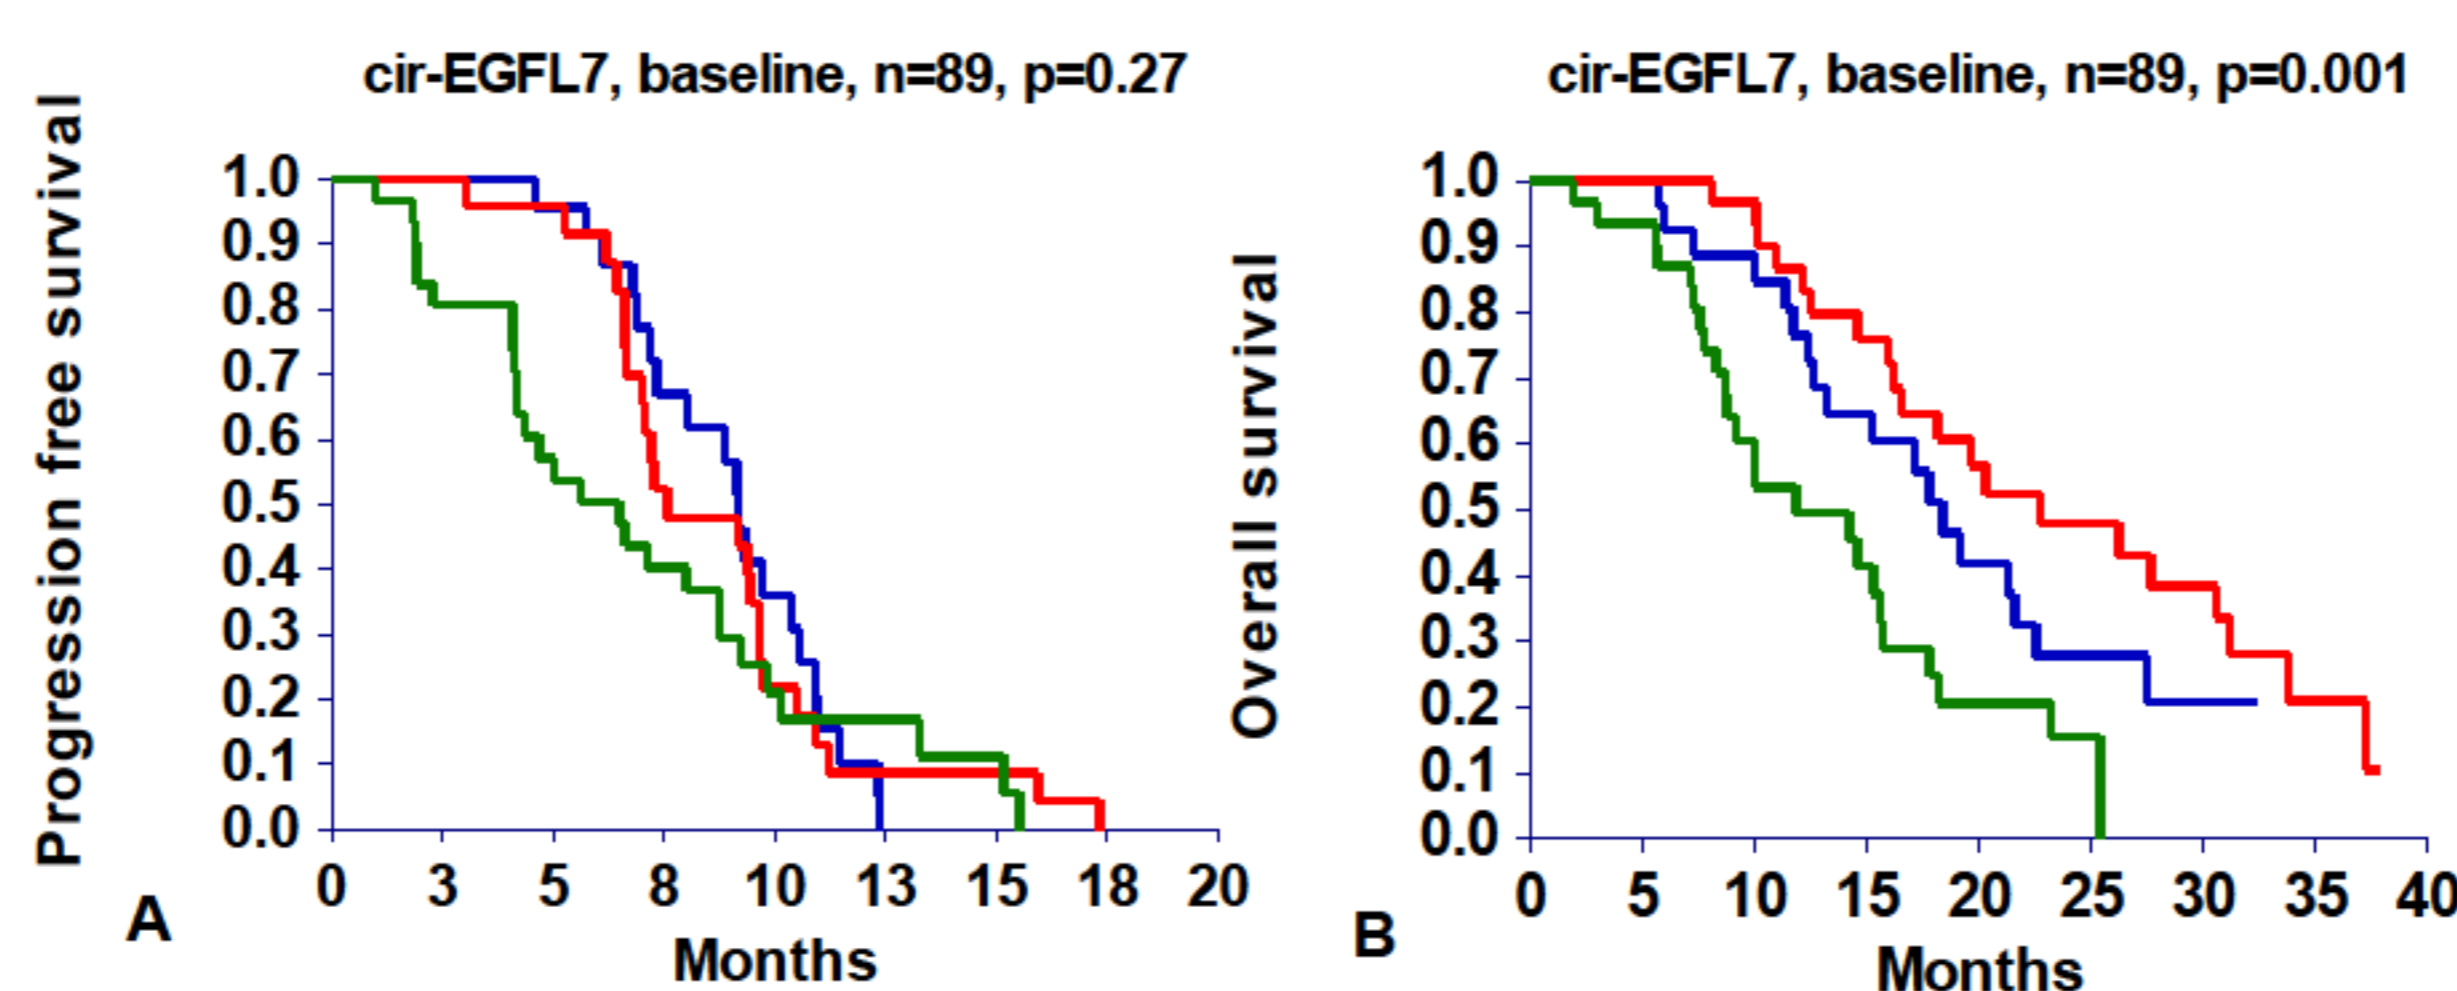 cir-EGFL7, baseline, n=89, p=0.27
Progression free survival
1.0
0.9
0.8
0.7
0.6
0.5
0.4
0.3
0.2
0.1
0.0
0 3 5 8 10 13 15 18 20
Months
A
cir-EGFL7, baseline, n=89, p=0.001
Overall survival
1.0
0.9
0.8
0.7
0.6
0.5
0.4
0.3
0.2
0.1
0.0
0 5 10 15 20 25 30 35 40
Months
B